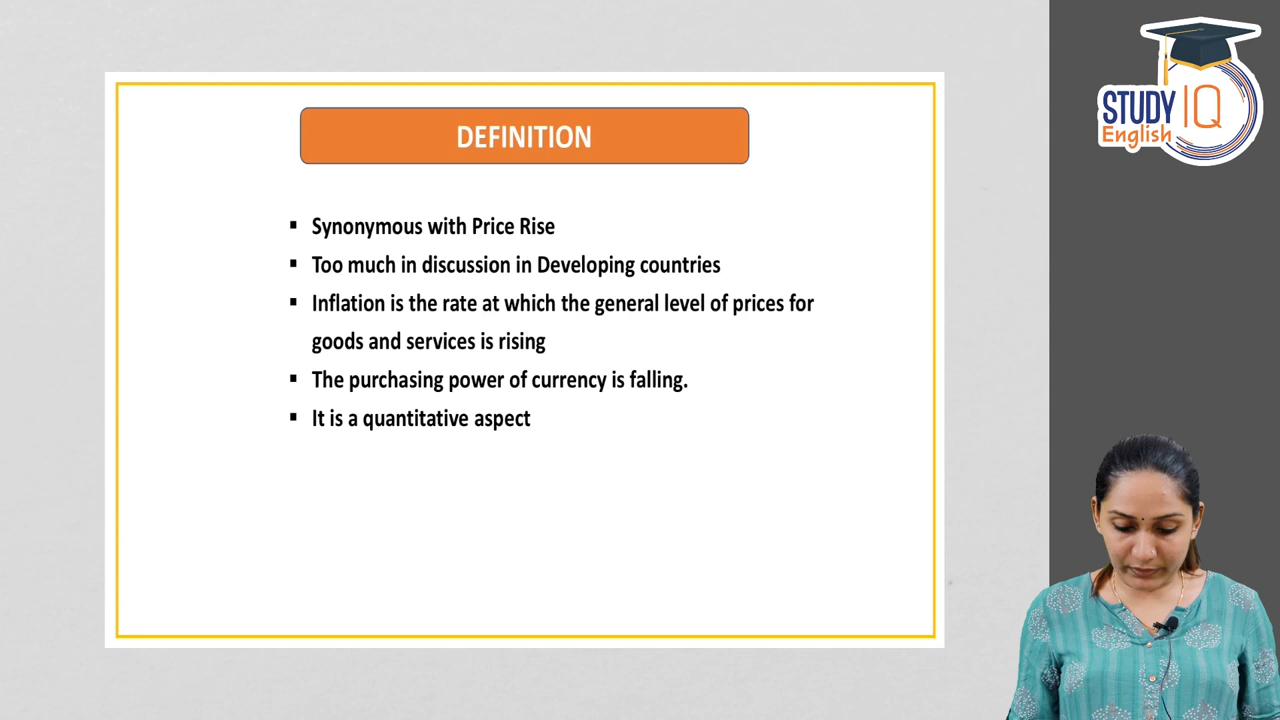 DEFINITION
▪ Synonymous with Price Rise
▪ Too much in discussion in Developing countries
▪ Inflation is the rate at which the general level of prices for
goods and services is rising
▪ The purchasing power of currency is falling.
▪ It is a quantitative aspect
STUDY IQ
English